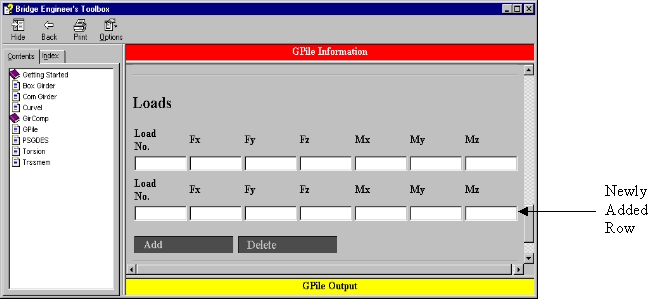 Bridge Engineer's Toolbox
Hide Back Print Options
Contents Index
Getting Started
Box Girder
Com Girder
Curvel
GirComp
GPile
PSGDES
Torsion
Trssmem
GPile Information
Loads
Load No. Fx Fy Fz Mx My Mz
Load No. Fx Fy Fz Mx My Mz
Add Delete
GPile Output
Newly
Added
Row